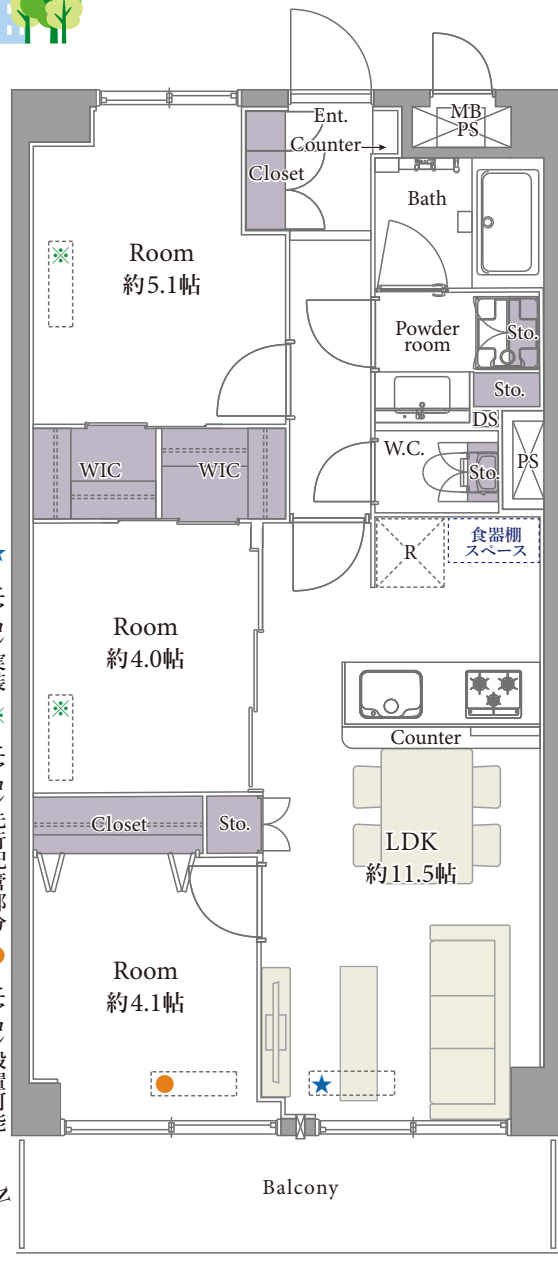 Ent.
Counter
MB
PS
Closet
Bath
Room
約5.1帖
Powder
room
Sto.
Sto.
DS
W.C.
Sto.
PS
WIC
WIC
R
食器棚
スペース
Room
約4.0帖
Counter
Closet
Sto.
LDK
約11.5帖
Room
約4.1帖
Balcony